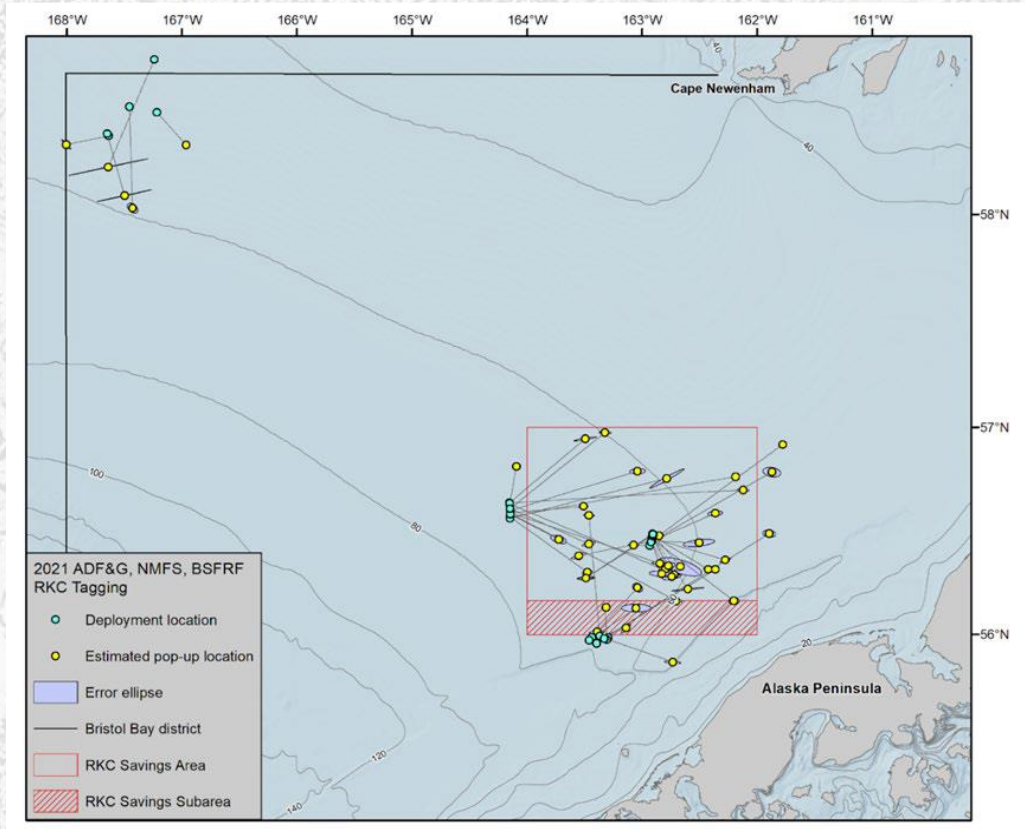 168°W 167°W 166°W 165°W 164°W 163°W 162°W 161°W
40
Cape Newenham
40
58°N
57°N
100
80
56°N
20
Alaska Peninsula
120
140
2021 ADF&G, NMFS, BSFRF
RKC Tagging
Deployment location
Estimated pop-up location
Error ellipse
Bristol Bay district
RKC Savings Area
RKC Savings Subarea